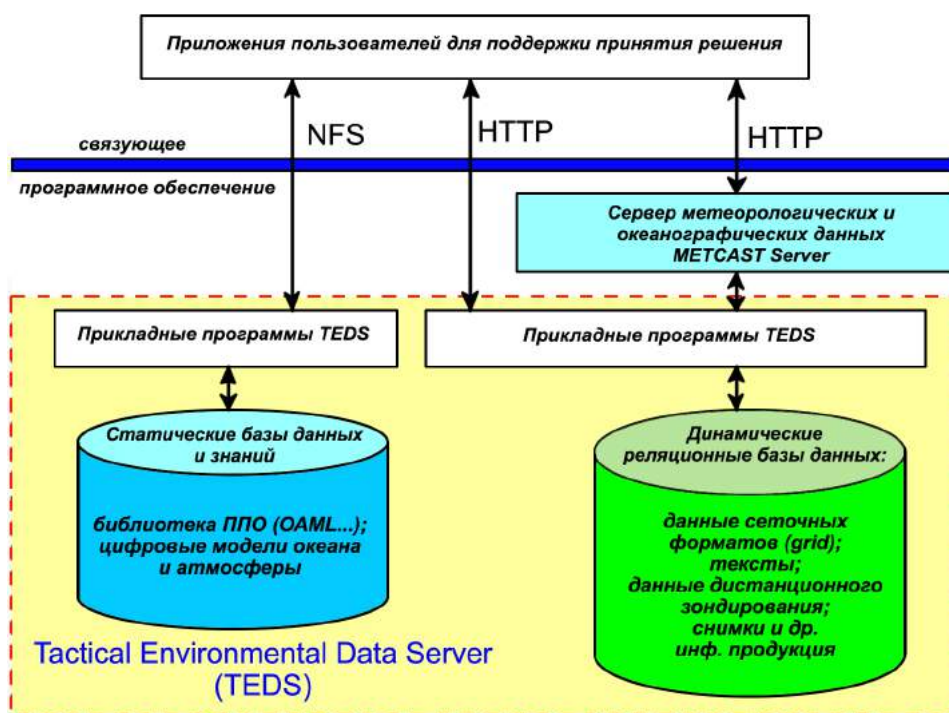 Приложения пользователей для поддержки принятия решения
NFS
HTTP
HTTP
связующее
программное обеспечение
Сервер метеорологических и
океанографических данных
METCAST Server
Прикладные программы TEDS
Прикладные программы TEDS
Статические базы данных
и знаний
библиотека ППО (OAML...);
цифровые модели океана
и атмосферы
Динамические
реляционные базы данных:
данные сеточных
форматов (grid);
тексты;
данные дистанционного
зондирования;
снимки и др.
инф. продукция
Tactical Environmental Data Server
(TEDS)